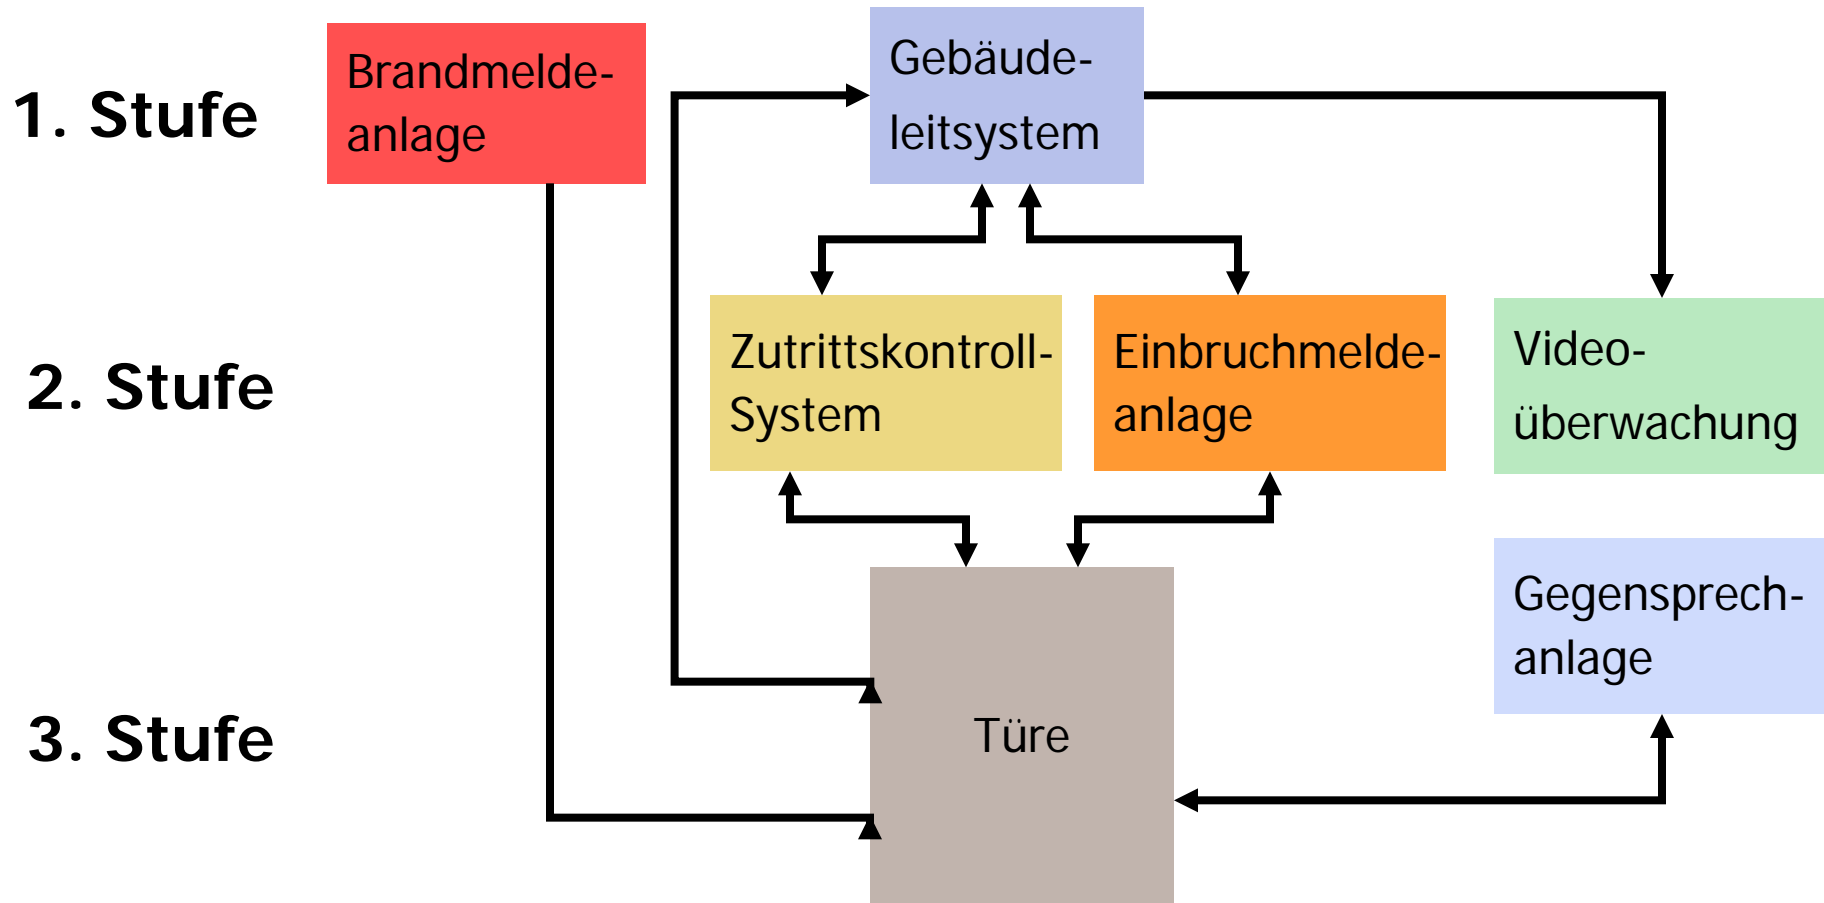 1. Stufe
Brandmelde-
anlage
Gebäude-
leitsystem
2. Stufe
Zutrittskontroll-
System
Einbruchmelde-
anlage
Video-
überwachung
Gegensprech-
anlage
3. Stufe
Türe